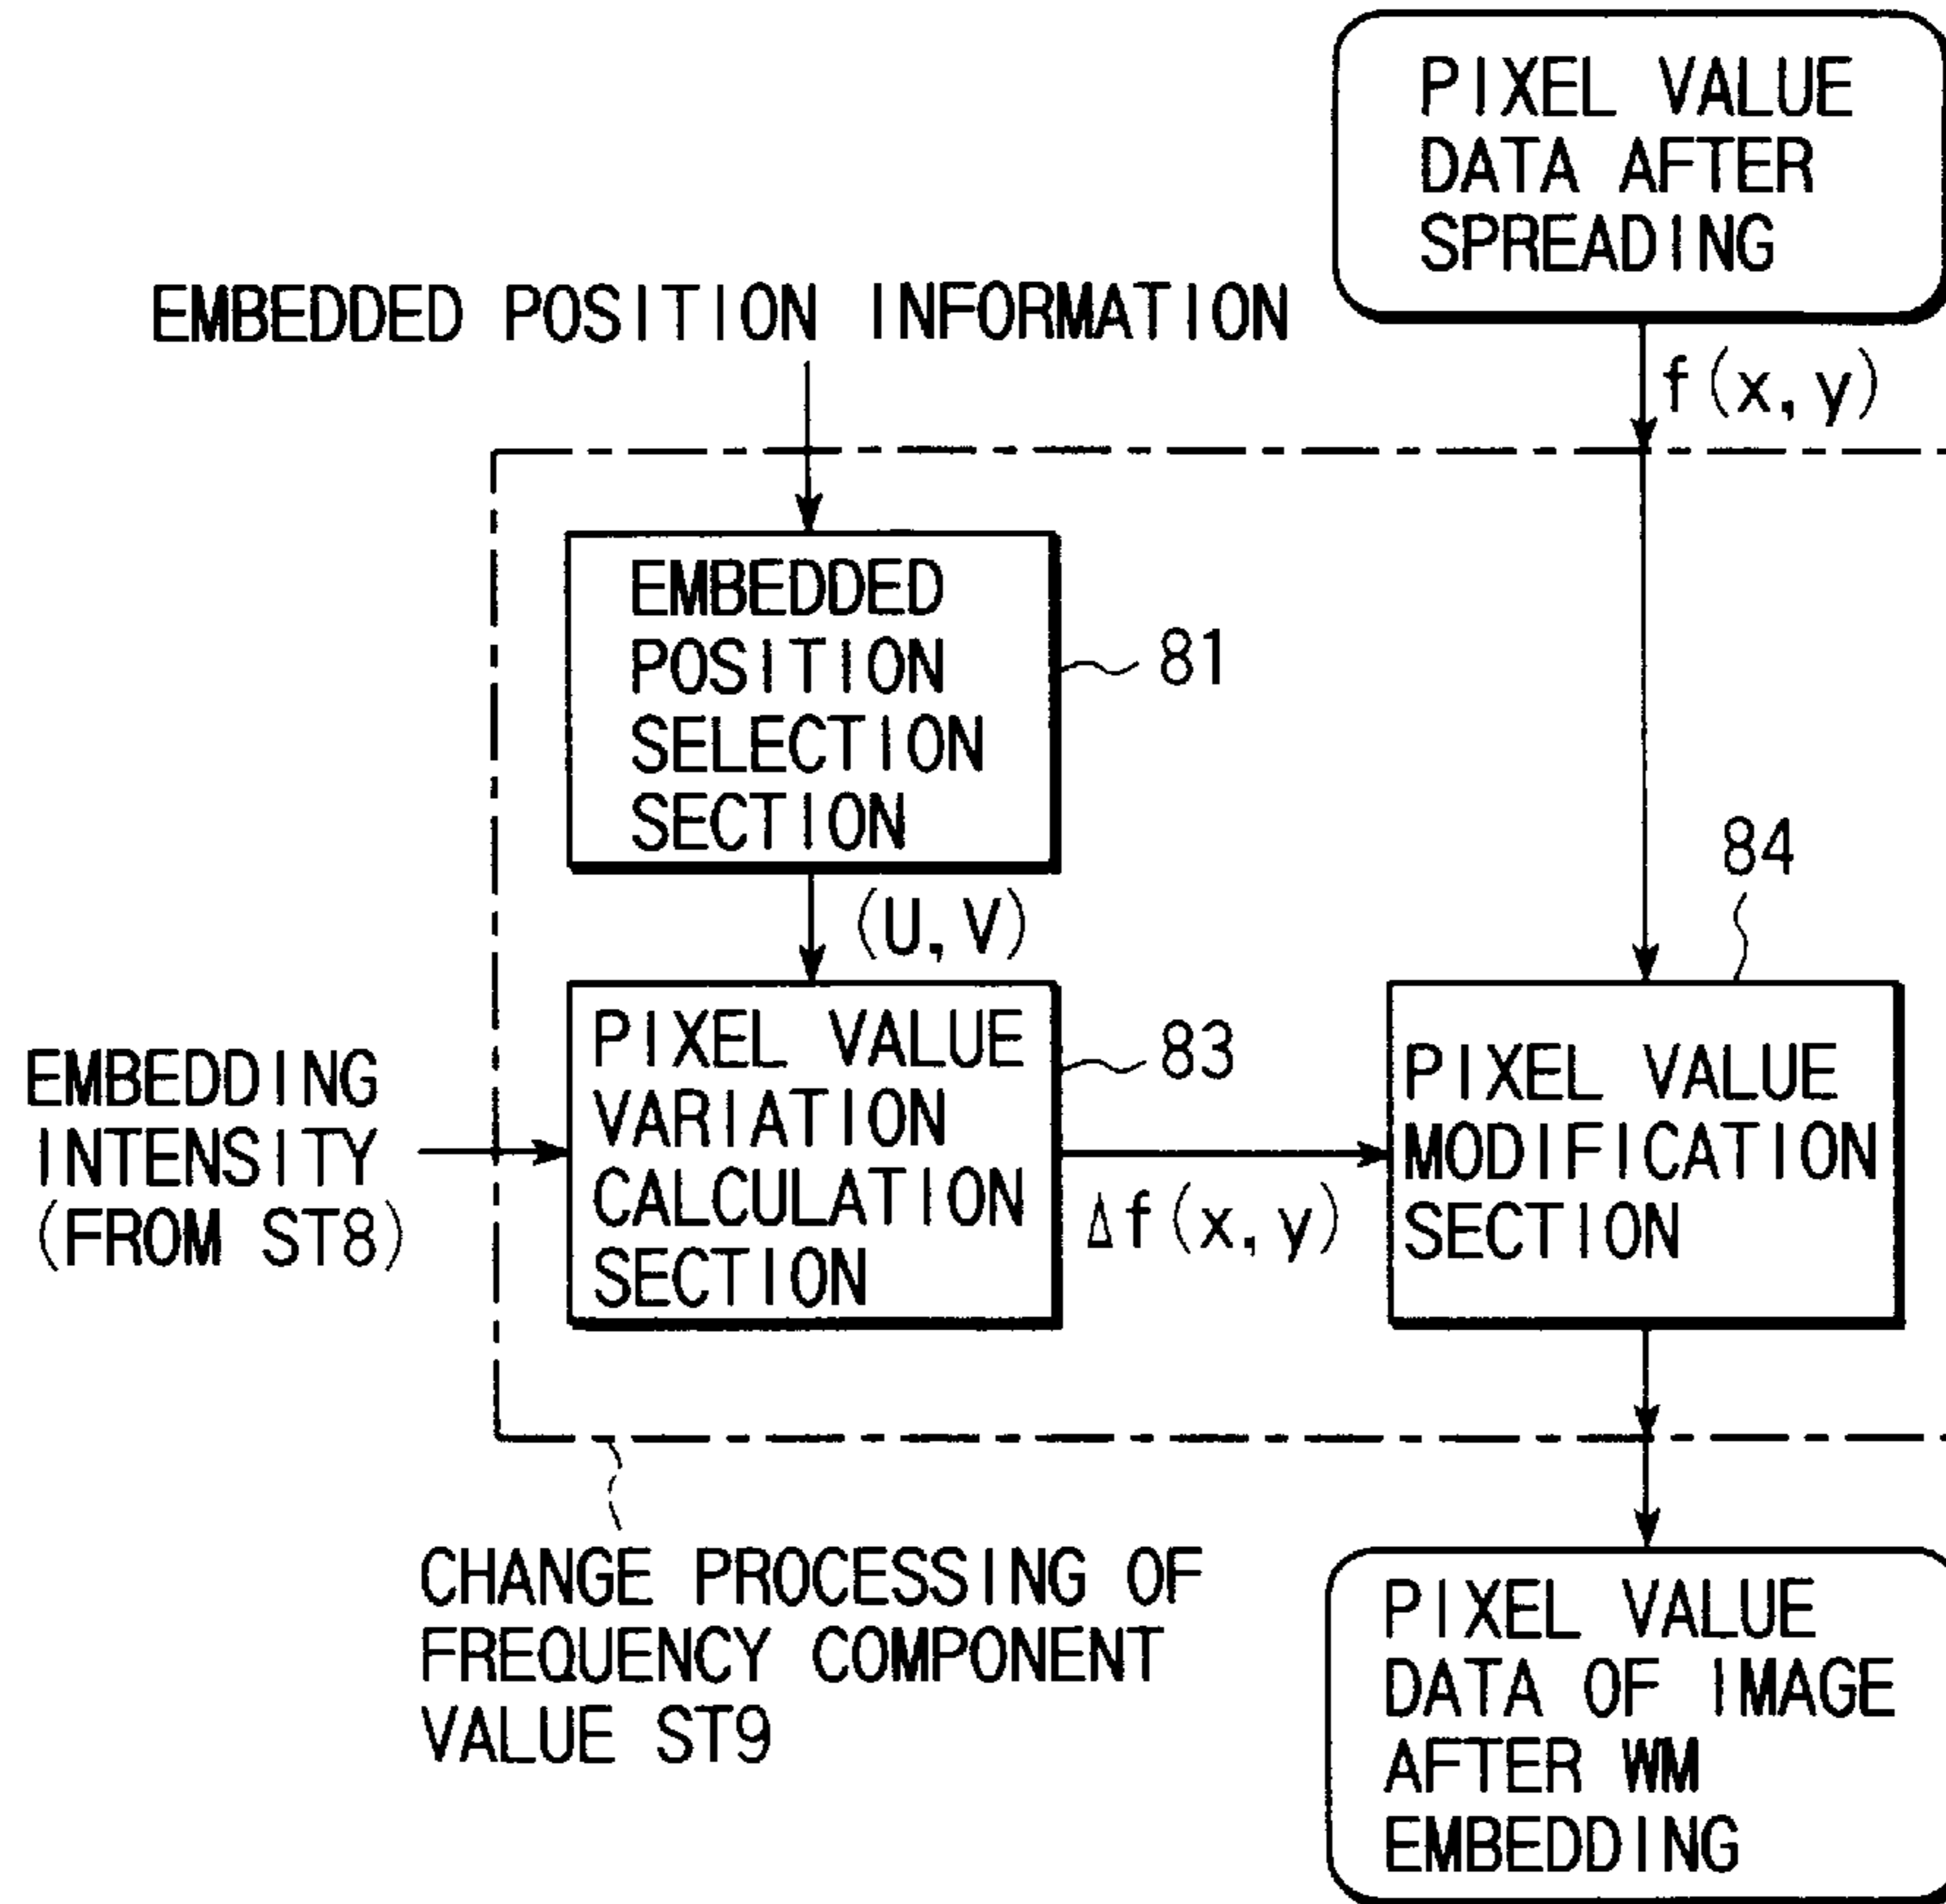 PIXEL VALUE
DATA AFTER
SPREADING
EMBEDDED POSITION INFORMATION
f(x, y)
EMBEDDED
POSITION
SELECTION
SECTION
81
84
(U, V)
PIXEL VALUE
VARIATION
CALCULATION
SECTION
83
EMBEDDING
INTENSITY
(FROM ST8)
Δf(x, y)
PIXEL VALUE
MODIFICATION
SECTION
CHANGE PROCESSING OF
FREQUENCY COMPONENT
VALUE ST9
PIXEL VALUE
DATA OF IMAGE
AFTER WM
EMBEDDING